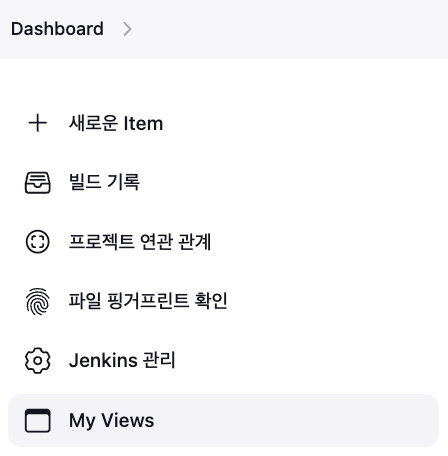 Dashboard
새로운 Item
빌드 기록
프로젝트 연관 관계
파일 핑거프린트 확인
Jenkins 관리
My Views